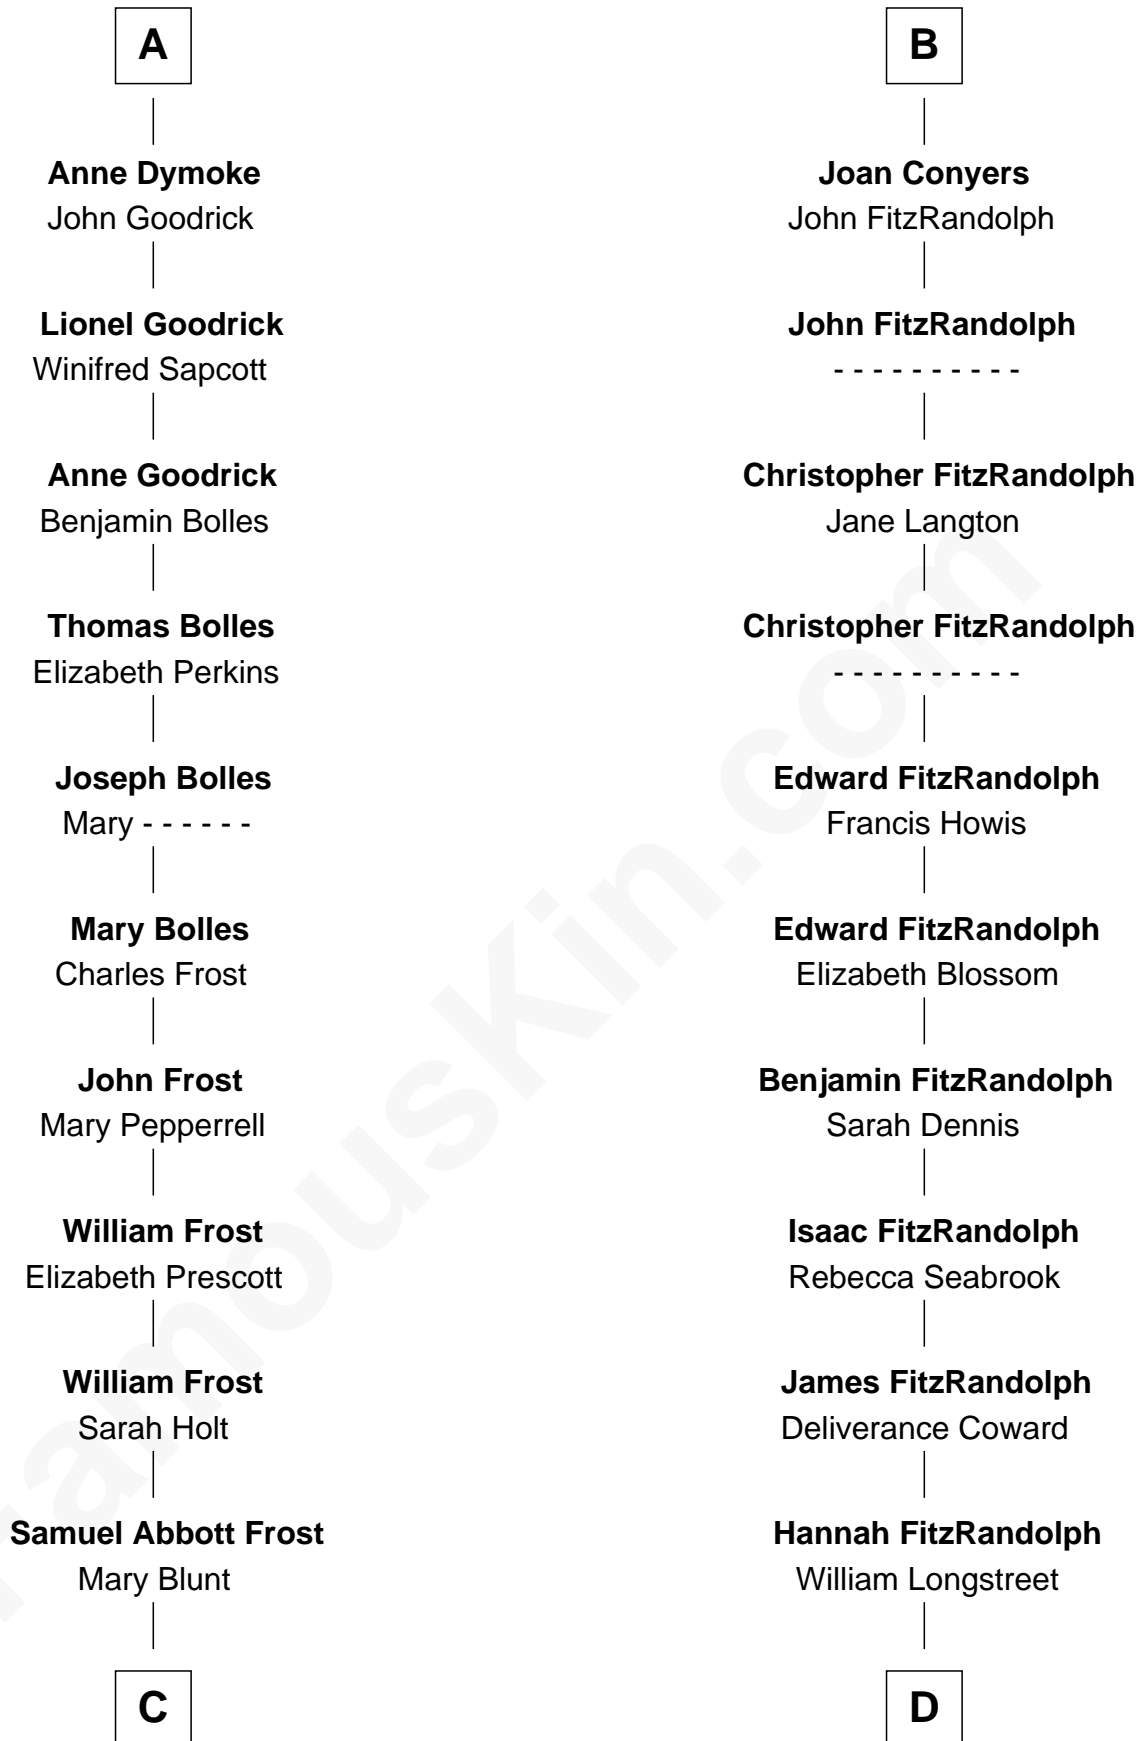 A
Anne Dymoke
John Goodrick
Lionel Goodrick
Winifred Sapcott
Anne Goodrick
Benjamin Bolles
Thomas Bolles
Elizabeth Perkins
Joseph Bolles
Mary - - - - - -
Mary Bolles
Charles Frost
John Frost
Mary Pepperrell
William Frost
Elizabeth Prescott
William Frost
Sarah Holt
Samuel Abbott Frost
Mary Blunt
C
B
Joan Conyers
John FitzRandolph
John FitzRandolph
- - - - - - - - - -
Christopher FitzRandolph
Jane Langton
Christopher FitzRandolph
- - - - - - - - - -
Edward FitzRandolph
Francis Howis
Edward FitzRandolph
Elizabeth Blossom
Benjamin FitzRandolph
Sarah Dennis
Isaac FitzRandolph
Rebecca Seabrook
James FitzRandolph
Deliverance Coward
Hannah FitzRandolph
William Longstreet
D
FamousKin.com